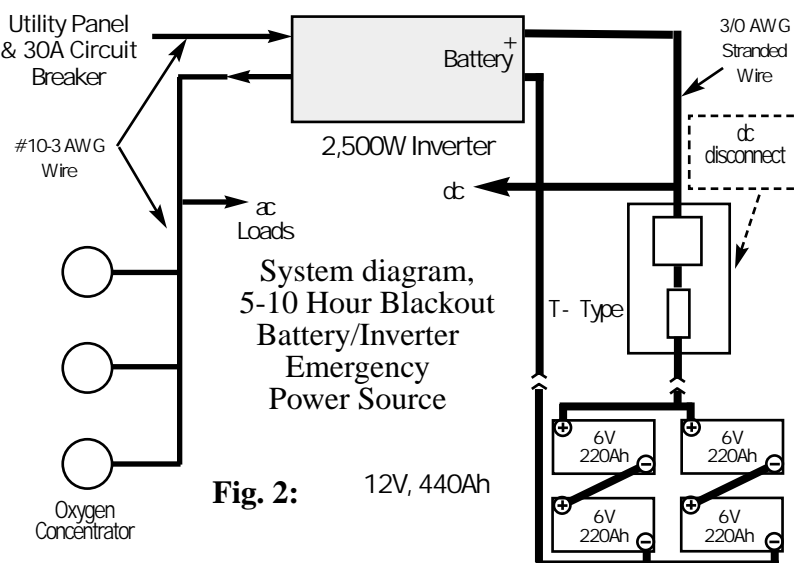 Utility Panel
& 30A Circuit
Breaker
#10-3 AWG
Wire
+
Battery
2,500W Inverter
3/0 AWG
Stranded
Wire
dc
disconnect
dc
ac
Loads
System diagram,
5-10 Hour Blackout
Battery/Inverter
Emergency
Power Source
T- Type
Oxygen
Concentrator
Fig. 2:
12V, 440Ah
+
6V
220Ah
-
+
6V
220Ah
-
+
6V
220Ah
-
+
6V
220Ah
-